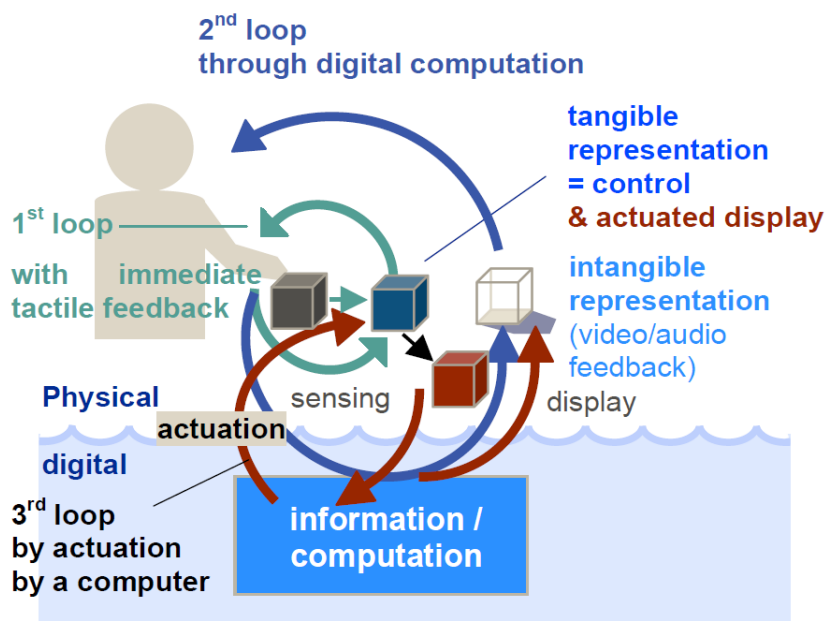 2nd loop
through digital computation
tangible
representation
= control
& actuated display
1st loop
with immediate
tactile feedback
intangible
representation
(video/audio
feedback)
Physical
sensing
display
actuation
digital
3rd loop
by actuation
by a computer
information /
computation